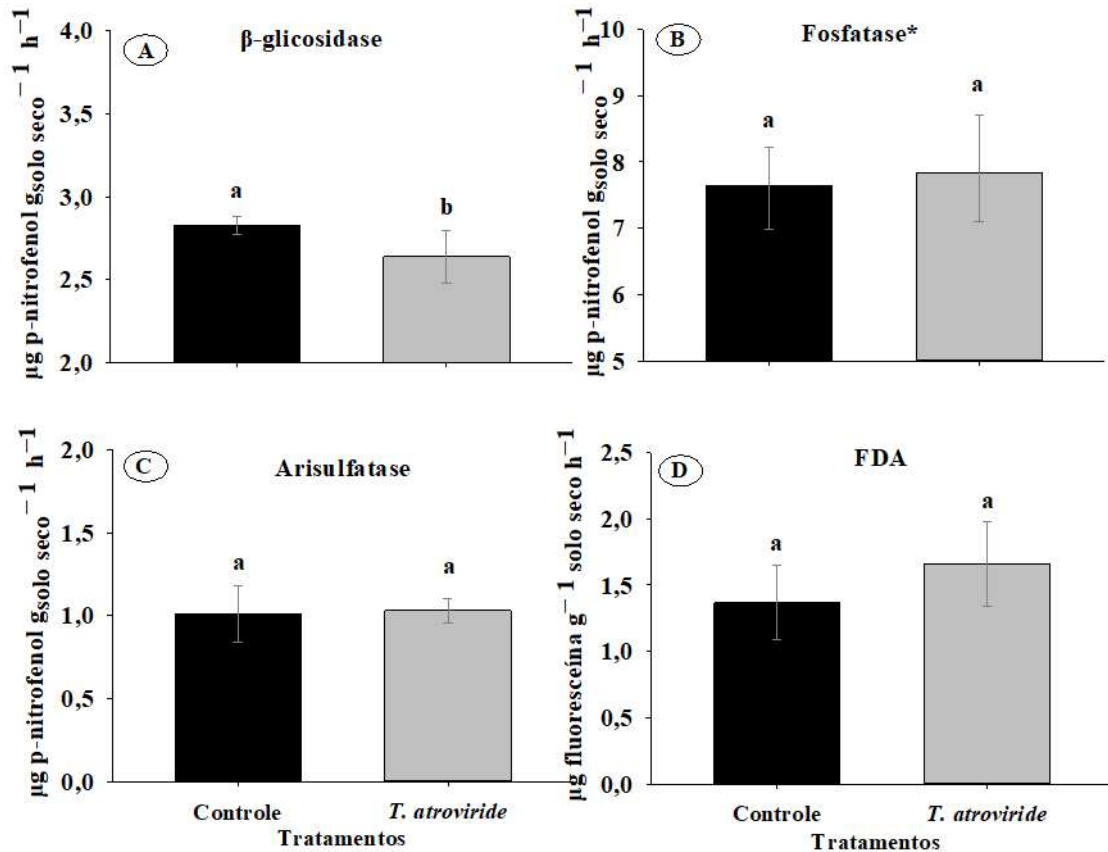 A
β-glicosidase
μg p-nitrofenol g solo seco⁻¹ h⁻¹
4,0
3,5
3,0
2,5
2,0
a
b
B
Fosfatase*
μg p-nitrofenol g solo seco⁻¹ h⁻¹
10
9
8
7
6
5
a
a
C
Arisulfatase
μg p-nitrofenol g solo seco⁻¹ h⁻¹
2,0
1,5
1,0
0,5
0,0
a
a
Controle
T. atroviride
Tratamentos
D
FDA
μg fluoresceína g⁻¹ solo seco h⁻¹
2,5
2,0
1,5
1,0
0,5
0,0
a
a
Controle
T. atroviride
Tratamentos